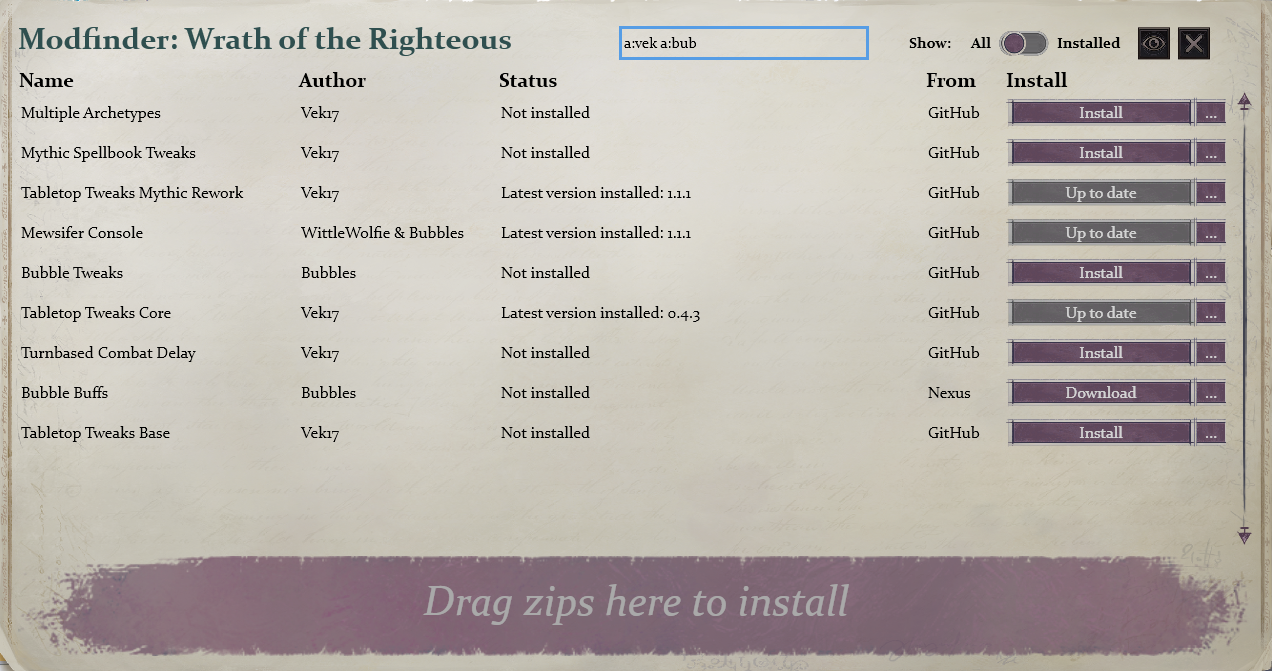 Modfinder: Wrath of the Righteous a:vek a:bub Show: All Installed
Name Author Status From Install
Multiple Archetypes Vek17 Not installed GitHub Install ...
Mythic Spellbook Tweaks Vek17 Not installed GitHub Install ...
Tabletop Tweaks Mythic Rework Vek17 Latest version installed: 1.1.1 GitHub Up to date ...
Mewsifer Console WittleWolfie & Bubbles Latest version installed: 1.1.1 GitHub Up to date ...
Bubble Tweaks Bubbles Not installed GitHub Install ...
Tabletop Tweaks Core Vek17 Latest version installed: 0.4.3 GitHub Up to date ...
Turnbased Combat Delay Vek17 Not installed GitHub Install ...
Bubble Buffs Bubbles Not installed Nexus Download ...
Tabletop Tweaks Base Vek17 Not installed GitHub Install ...
Drag zips here to install